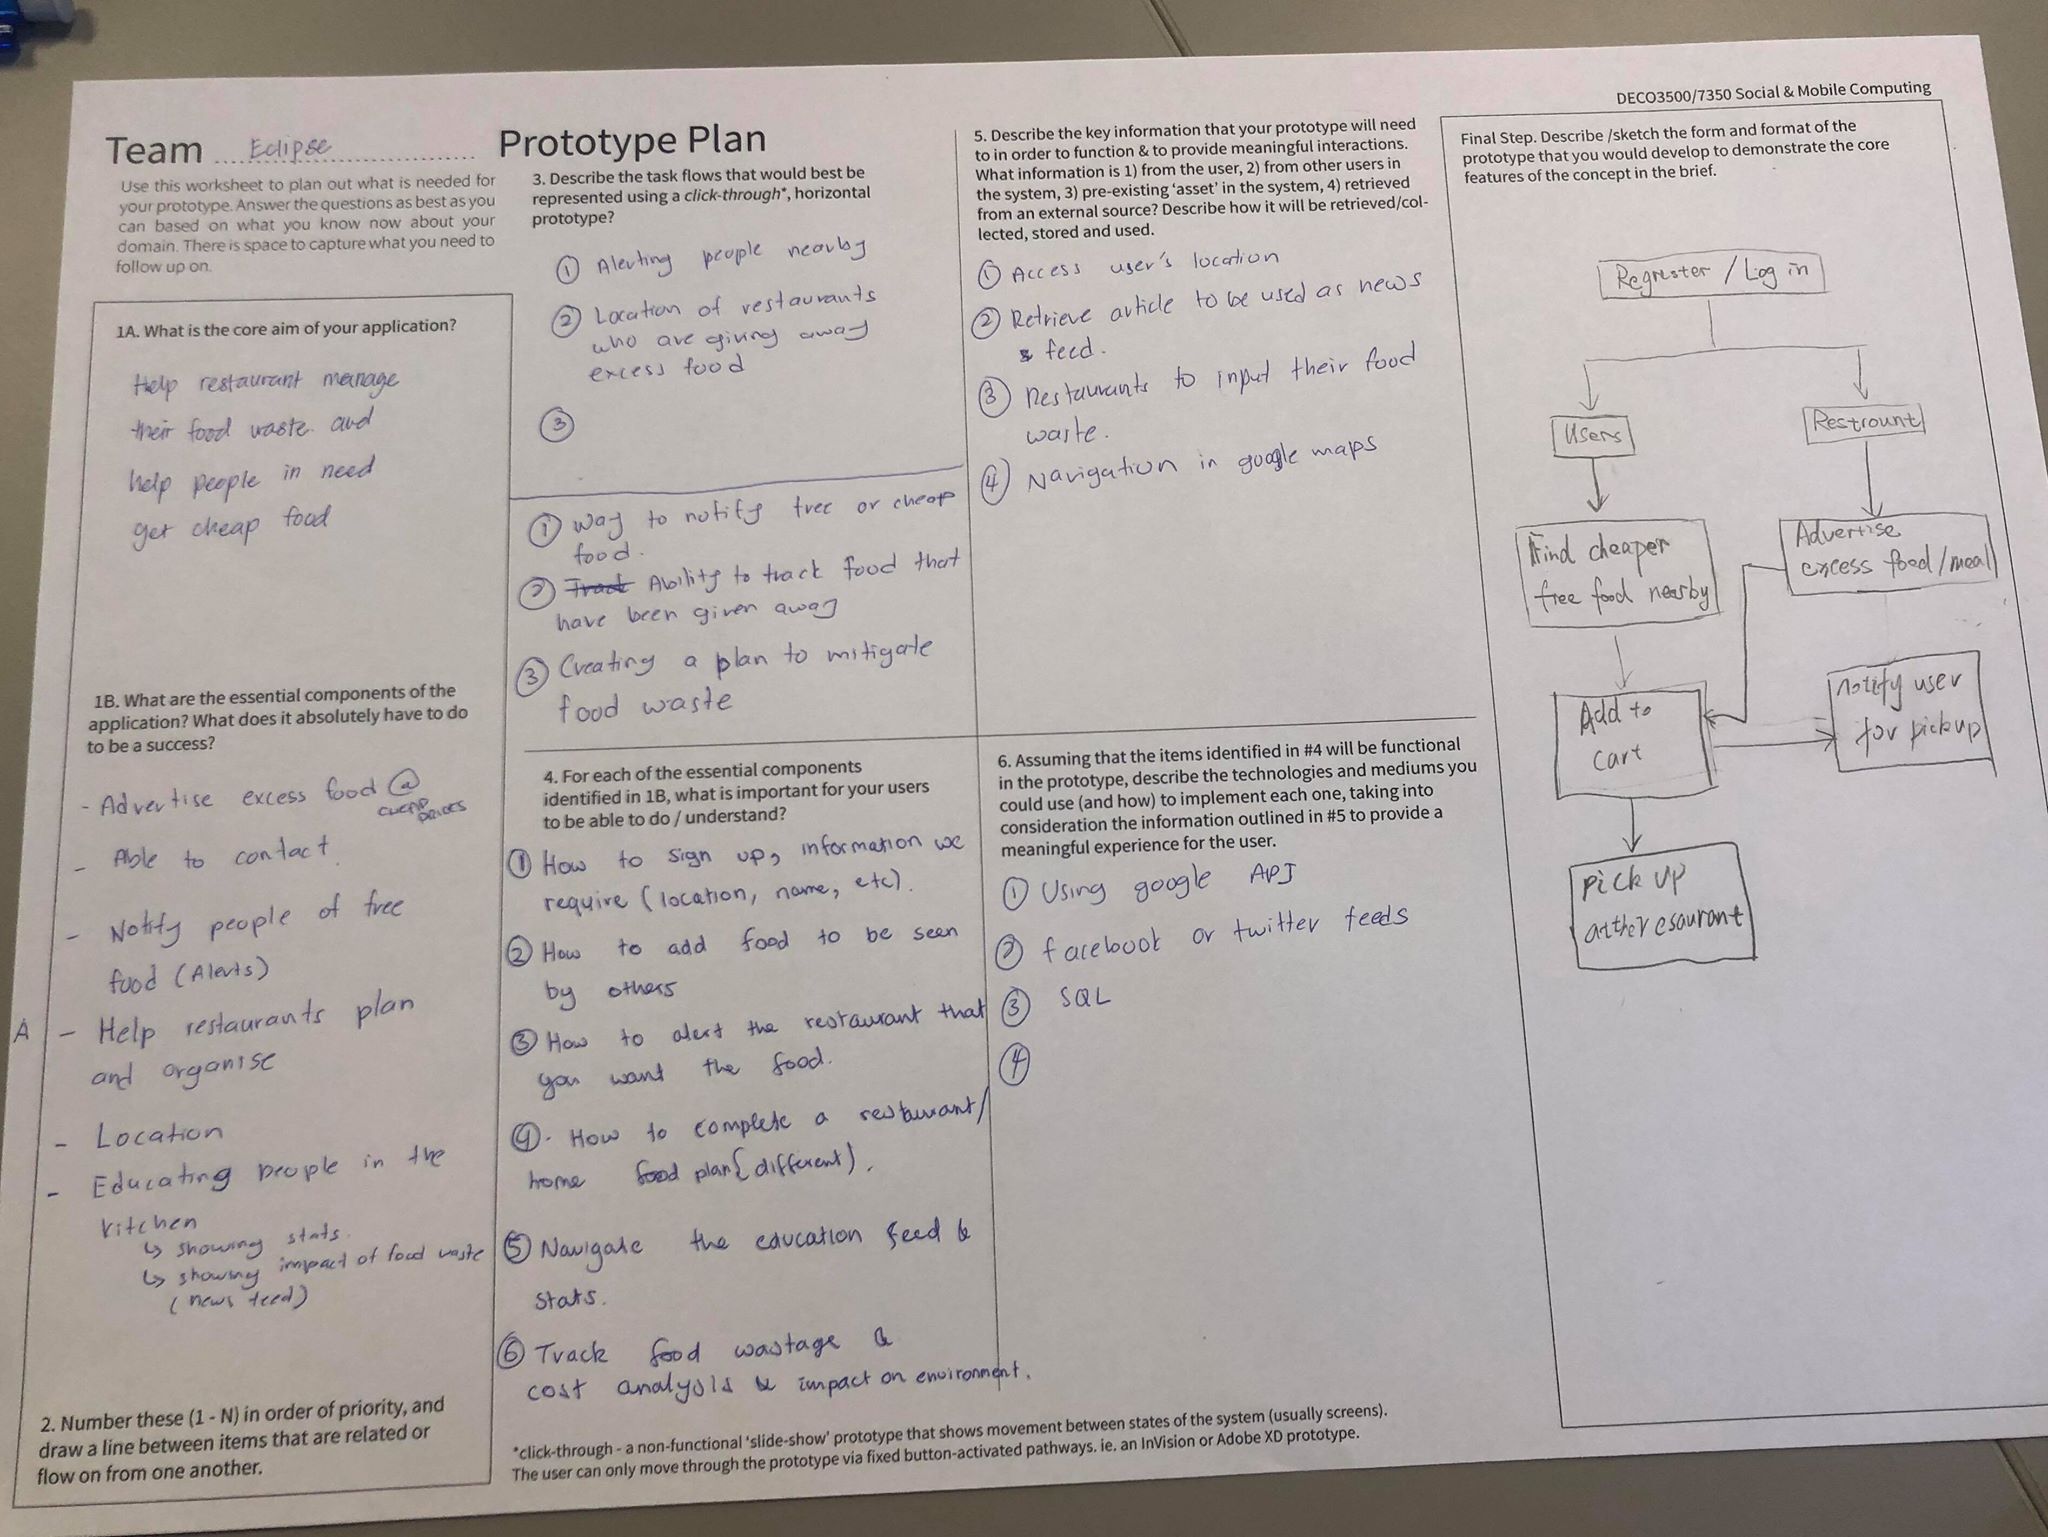 DECO3500/7350 Social & Mobile Computing
Team Eclipse
Prototype Plan
Use this worksheet to plan out what is needed for
your prototype. Answer the questions as best as you
can based on what you know now about your
domain. There is space to capture what you need to
follow up on.
1A. What is the core aim of your application?
Help restaurant manage
their food waste and
help people in need
get cheap food
1B. What are the essential components of the
application? What does it absolutely have to do
to be a success?
- Advertise excess food @
CHEAP
PRICES
- Able to contact.
- Notify people of free
food (Alerts)
A - Help restaurants plan
and organise
- Location
- Educating people in the
kitchen
↳ showing stats.
↳ showing impact of food waste
(news feed)
2. Number these (1 - N) in order of priority, and
draw a line between items that are related or
flow on from one another.
3. Describe the task flows that would best be
represented using a click-through*, horizontal
prototype?
① Alerting people nearby
② Location of restaurants
who are giving away
excess food
③
① Way to notify free or cheap
food.
② Track Ability to track food that
have been given away
③ Creating a plan to mitigate
food waste
4. For each of the essential components
identified in 1B, what is important for your users
to be able to do / understand?
① How to sign up, information we
require (location, name, etc).
② How to add food to be seen
by others
③ How to alert the restaurant that
you want the food.
④. How to complete a restaurant/
home food plan (different).
⑤ Navigate the education feed &
stats.
⑥ Track food wastage &
cost analysis & impact on environment.
*click-through - a non-functional 'slide-show' prototype that shows movement between states of the system (usually screens).
The user can only move through the prototype via fixed button-activated pathways. ie. an InVision or Adobe XD prototype.
5. Describe the key information that your prototype will need
to in order to function & to provide meaningful interactions.
What information is 1) from the user, 2) from other users in
the system, 3) pre-existing 'asset' in the system, 4) retrieved
from an external source? Describe how it will be retrieved/col-
lected, stored and used.
① Access user's location
② Retrieve article to be used as news
feed.
③ Restaurants to input their food
waste.
④ Navigation in google maps
6. Assuming that the items identified in #4 will be functional
in the prototype, describe the technologies and mediums you
could use (and how) to implement each one, taking into
consideration the information outlined in #5 to provide a
meaningful experience for the user.
① Using google API
② facebook or twitter feeds
③ SQL
④
Final Step. Describe /sketch the form and format of the
prototype that you would develop to demonstrate the core
features of the concept in the brief.
Regrester / Log in
Users
Restrount
Find cheaper
free food nearby
Advertise
excess food/meal
Add to
cart
notify user
for pickup
pick up
at the resaurant